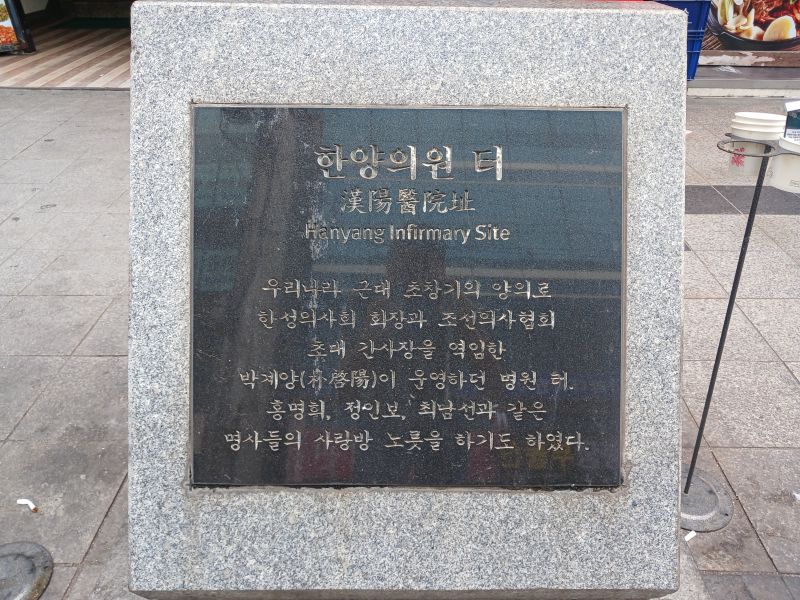 한양의원 터
漢陽醫院址
Hanyang Infirmary Site
우리나라 근대 초창기의 양의로
한성의사회 회장과 조선의사협회
초대 간사장을 역임한
박계양(朴啓陽)이 운영하던 병원 터.
홍명희, 정인보, 최남선과 같은
명사들의 사랑방 노릇을 하기도 하였다.